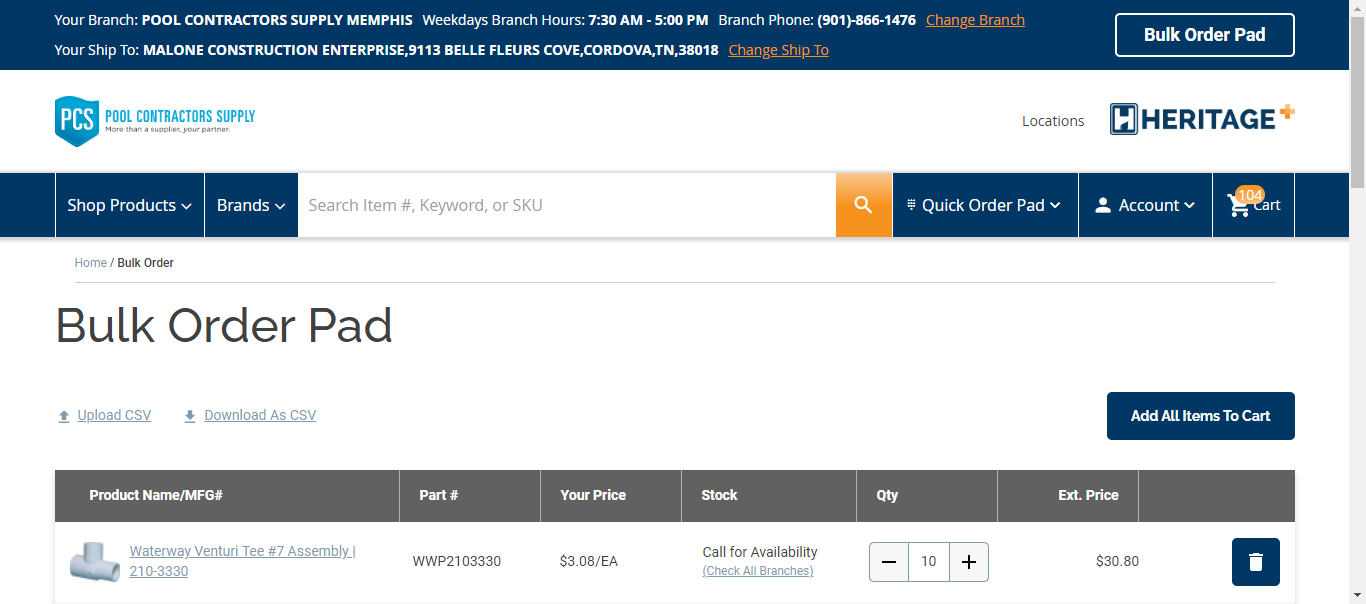 Your Branch: POOL CONTRACTORS SUPPLY MEMPHIS Weekdays Branch Hours: 7:30 AM - 5:00 PM Branch Phone: (901)-866-1476 Change Branch
Your Ship To: MALONE CONSTRUCTION ENTERPRISE,9113 BELLE FLEURS COVE,CORDOVA,TN,38018 Change Ship To
Bulk Order Pad
PCS POOL CONTRACTORS SUPPLY
More than a supplier, your partner.
Locations
HERITAGE+
Shop Products Brands Search Item #, Keyword, or SKU Quick Order Pad Account 104 Cart
Home / Bulk Order
Bulk Order Pad
Upload CSV Download As CSV Add All Items To Cart
Product Name/MFG# Part # Your Price Stock Qty Ext. Price
Waterway Venturi Tee #7 Assembly |
210-3330
WWP2103330
$3.08/EA
Call for Availability
(Check All Branches)
10
$30.80